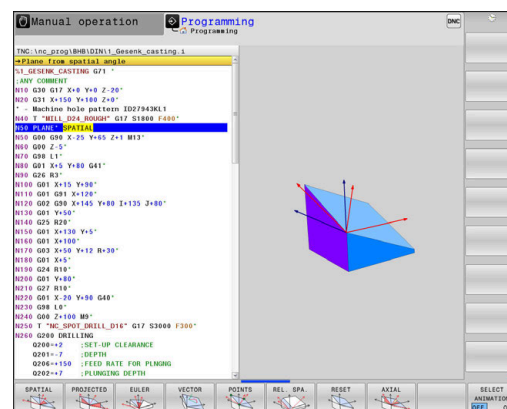 Manual operation
Programming
Programming
DNC
TNC:\nc_prog\BHB\DIN\1_Gesenk_casting.i
→Plane from spatial angle
%1_GESENK_CASTING G71 *
;ANY COMMENT
N10 G30 G17 X+0 Y+0 Z-20*
N20 G31 X+150 Y+100 Z+0*
* - Machine hole pattern ID27943KL1
N40 T "MILL_D24_ROUGH" G17 S1800 F400*
N50 PLANE* SPATIAL
N50 G00 G90 X-25 Y+65 Z+1 M13*
N60 G00 Z-5*
N70 G98 L1*
N80 G01 X+5 Y+80 G41*
N90 G26 R3*
N100 G01 X+15 Y+90*
N110 G01 G91 X+120*
N120 G02 G90 X+145 Y+80 I+135 J+80*
N130 G01 Y+50*
N140 G25 R20*
N150 G01 X+130 Y+5*
N160 G01 X+100*
N170 G03 X+50 Y+12 R+30*
N180 G01 X+5*
N190 G24 R10*
N200 G01 Y+80*
N210 G27 R10*
N220 G01 X-20 Y+90 G40*
N230 G98 L0*
N240 G00 Z+100 M9*
N250 T "NC_SPOT_DRILL_D16" G17 S3000 F300*
N260 G200 DRILLING
Q200=+2 ;SET-UP CLEARANCE
Q201=-7 ;DEPTH
Q206=+150 ;FEED RATE FOR PLNGNG
Q202=+7 ;PLUNGING DEPTH
SPATIAL PROJECTED EULER VECTOR POINTS REL. SPA. RESET AXIAL SELECT
ANIMATION
OFF